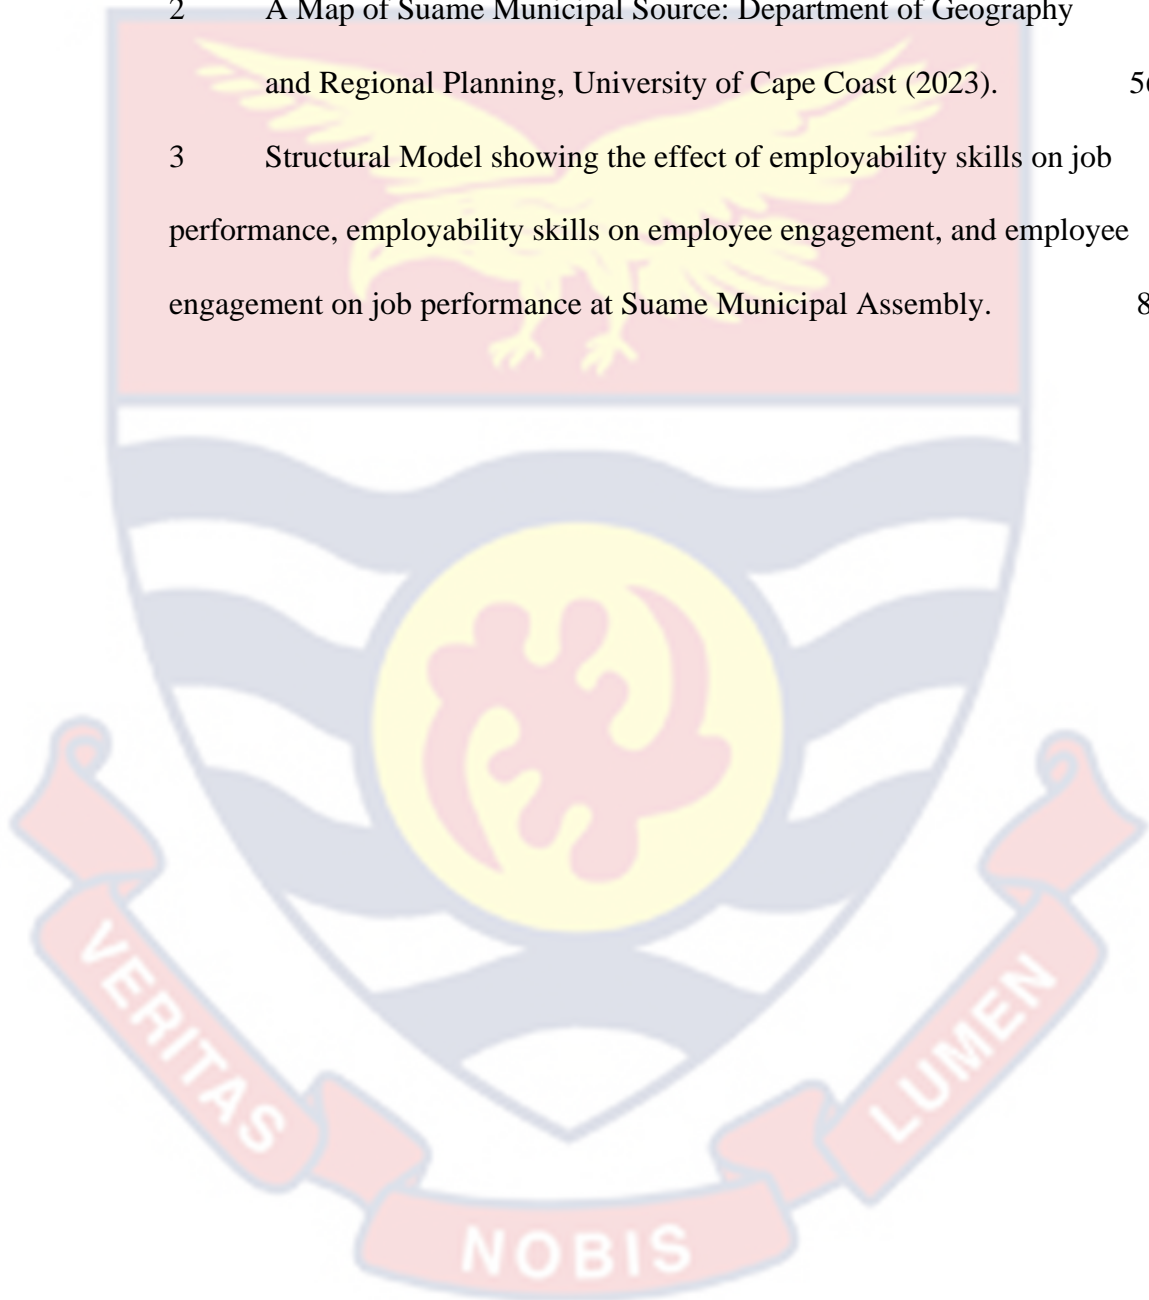 2 A Map of Suame Municipal Source: Department of Geography
and Regional Planning, University of Cape Coast (2023).
3 Structural Model showing the effect of employability skills on job
performance, employability skills on employee engagement, and employee
engagement on job performance at Suame Municipal Assembly.
VERITAS
NOBIS
LUMEN